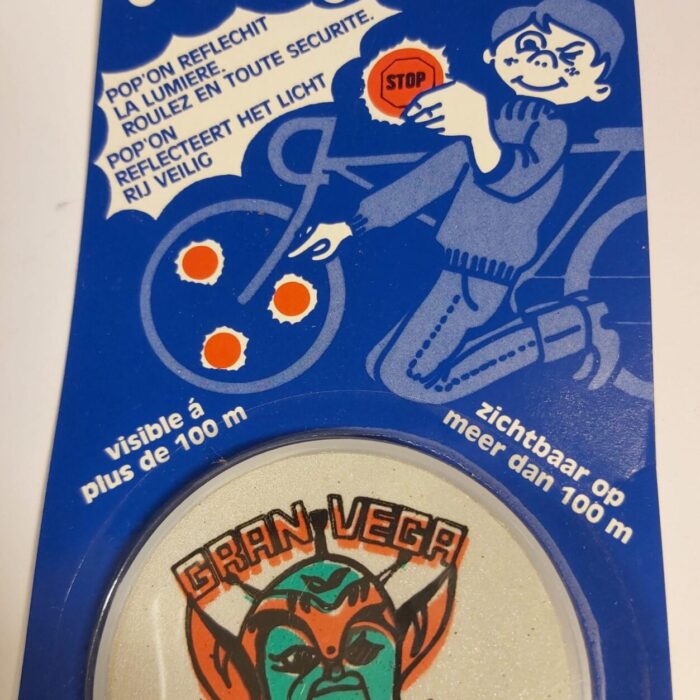 POP'ON REFLECHIT
LA LUMIERE.
ROULEZ EN TOUTE SECURITE.
POP'ON
REFLECTEERT HET LICHT
RIJ VEILIG
STOP
visible á
plus de 100 m
zichtbaar op
meer dan 100 m
GRAN VEGA